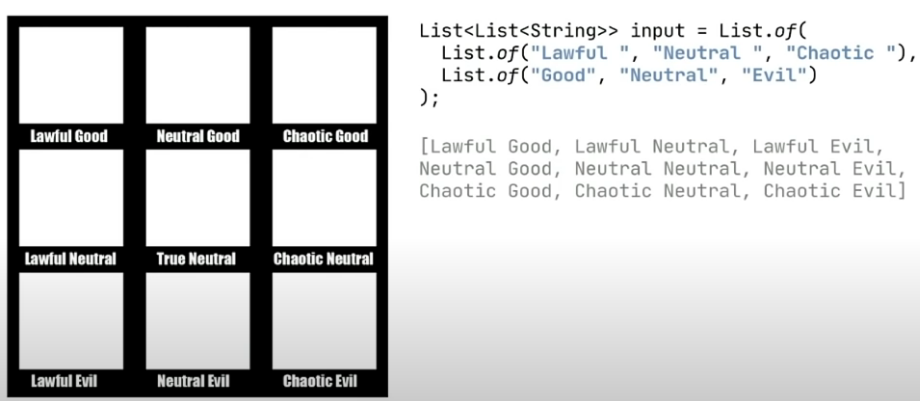 Lawful Good
Neutral Good
Chaotic Good
Lawful Neutral
True Neutral
Chaotic Neutral
Lawful Evil
Neutral Evil
Chaotic Evil
List<List<String>> input = List.of(
  List.of("Lawful ", "Neutral ", "Chaotic "),
  List.of("Good", "Neutral", "Evil")
);
[Lawful Good, Lawful Neutral, Lawful Evil,
Neutral Good, Neutral Neutral, Neutral Evil,
Chaotic Good, Chaotic Neutral, Chaotic Evil]